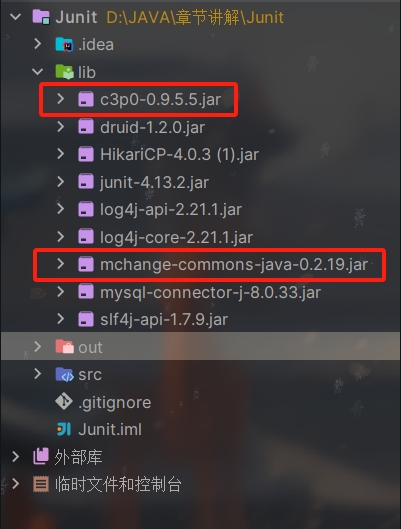 Junit D:\JAVA\章节讲解\Junit
.idea
lib
c3p0-0.9.5.5.jar
druid-1.2.0.jar
HikariCP-4.0.3 (1).jar
junit-4.13.2.jar
log4j-api-2.21.1.jar
log4j-core-2.21.1.jar
mchange-commons-java-0.2.19.jar
mysql-connector-j-8.0.33.jar
slf4j-api-1.7.9.jar
out
src
.gitignore
Junit.iml
外部库
临时文件和控制台